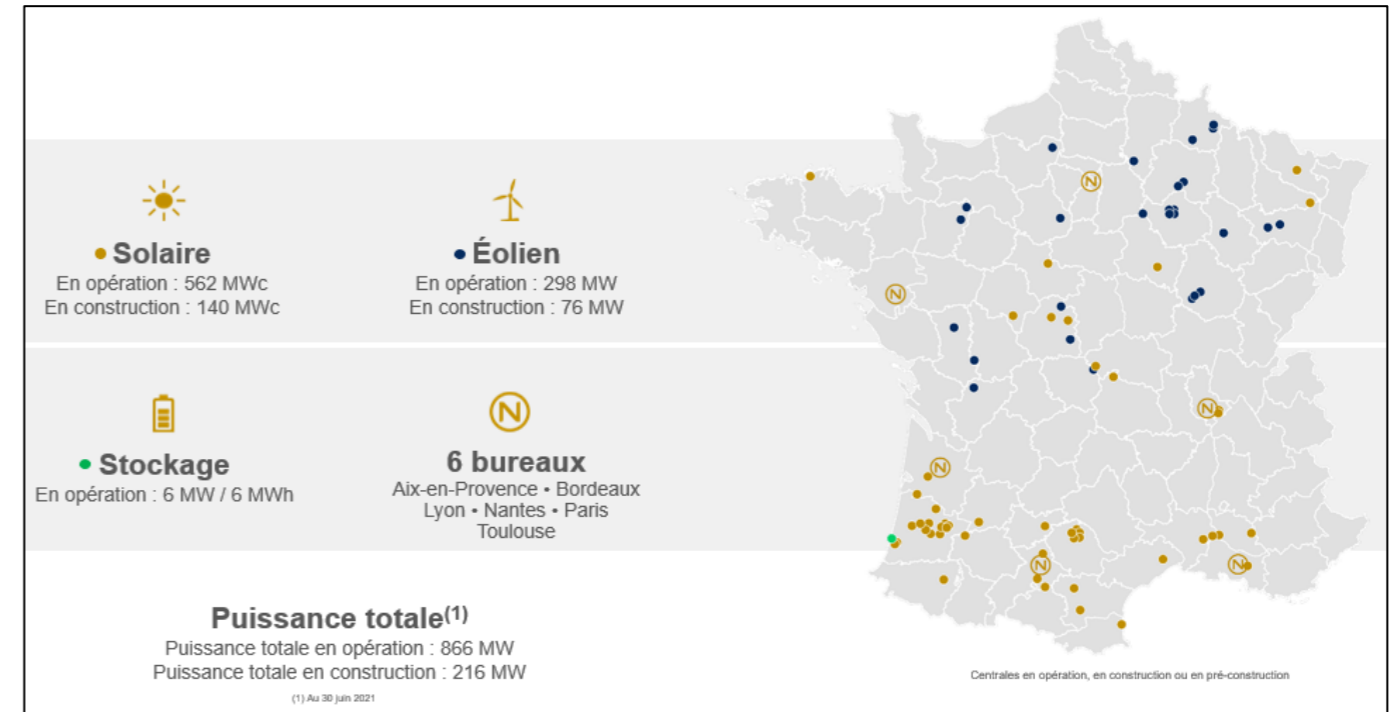 • Solaire
En opération : 562 MWc
En construction : 140 MWc
• Éolien
En opération : 298 MW
En construction : 76 MW
• Stockage
En opération : 6 MW / 6 MWh
N
6 bureaux
Aix-en-Provence • Bordeaux
Lyon • Nantes • Paris
Toulouse
Puissance totale(1)
Puissance totale en opération : 866 MW
Puissance totale en construction : 216 MW
(1) Au 30 juin 2021
N
N
N
N
N
N
Centrales en opération, en construction ou en pré-construction